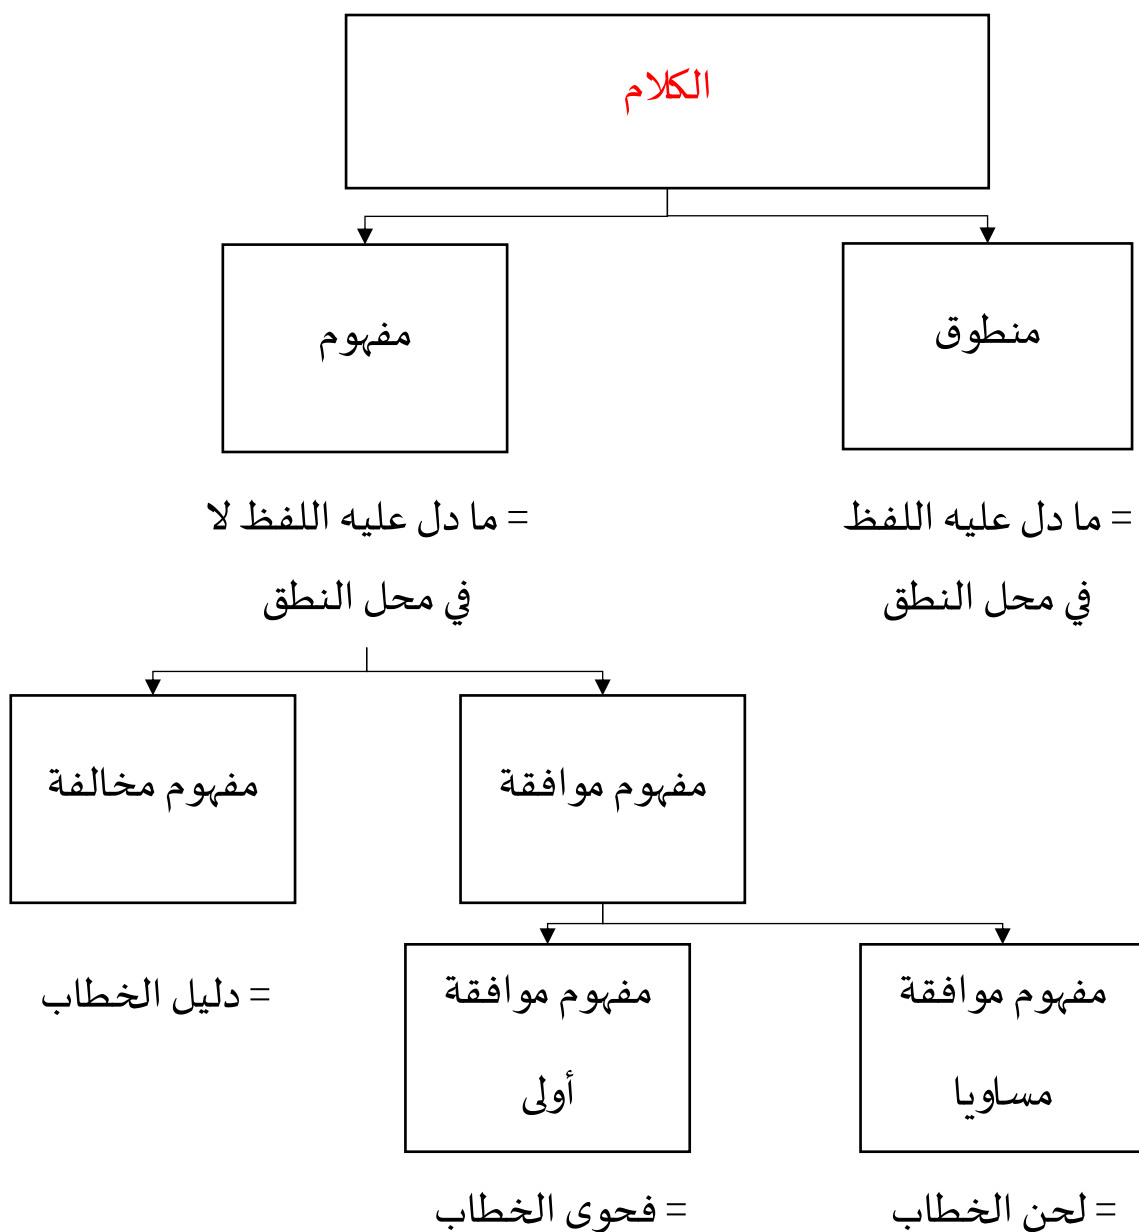 الكلام
منطوق
مفهوم
= ما دل عليه اللفظ
في محل النطق
= ما دل عليه اللفظ لا
في محل النطق
مفهوم موافقة
مفهوم مخالفة
= دليل الخطاب
مفهوم موافقة
مساويا
مفهوم موافقة
أولى
= لحن الخطاب
= فحوى الخطاب